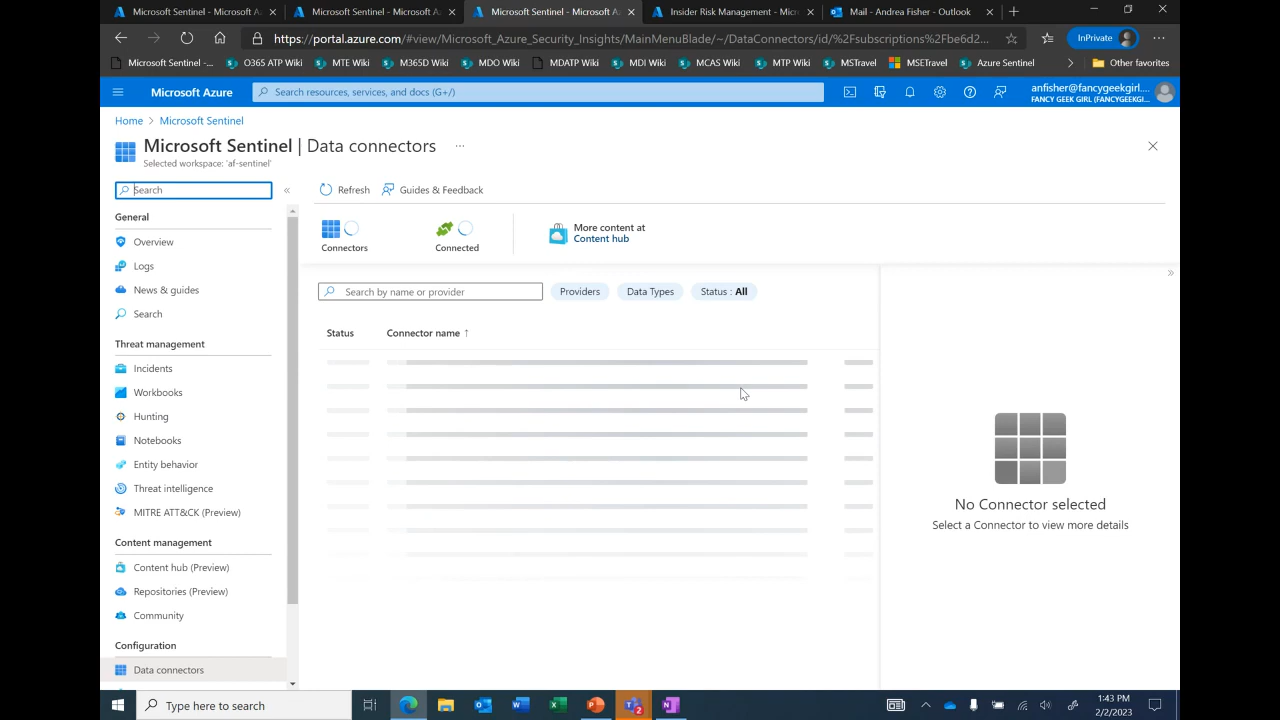 Microsoft Sentinel - Microsoft A
Microsoft Sentinel - Microsoft A
Microsoft Sentinel - Microsoft A
Insider Risk Management - Micr
Mail - Andrea Fisher - Outlook
https://portal.azure.com/#view/Microsoft_Azure_Security_Insights/MainMenuBlade/~/DataConnectors/id/%2Fsubscriptions%2Fbe6d2...
InPrivate
Microsoft Sentinel -...
O365 ATP Wiki
MTE Wiki
M365D Wiki
MDO Wiki
MDATP Wiki
MDI Wiki
MCAS Wiki
MTP Wiki
MSTravel
MSETravel
Azure Sentinel
Other favorites
Microsoft Azure
Search resources, services, and docs (G+/)
anfisher@fancygeekgirl....
FANCY GEEK GIRL (FANCYGEEKGI...
Home > Microsoft Sentinel
Microsoft Sentinel | Data connectors ...
Selected workspace: 'af-sentinel'
Search
«
Refresh
Guides & Feedback
General
Overview
Logs
News & guides
Search
Threat management
Incidents
Workbooks
Hunting
Notebooks
Entity behavior
Threat intelligence
MITRE ATT&CK (Preview)
Content management
Content hub (Preview)
Repositories (Preview)
Community
Configuration
Data connectors
Connectors
Connected
More content at
Content hub
»
Search by name or provider
Providers
Data Types
Status : All
Status
Connector name ↑
No Connector selected
Select a Connector to view more details
Type here to search
2
1:43 PM
2/2/2023